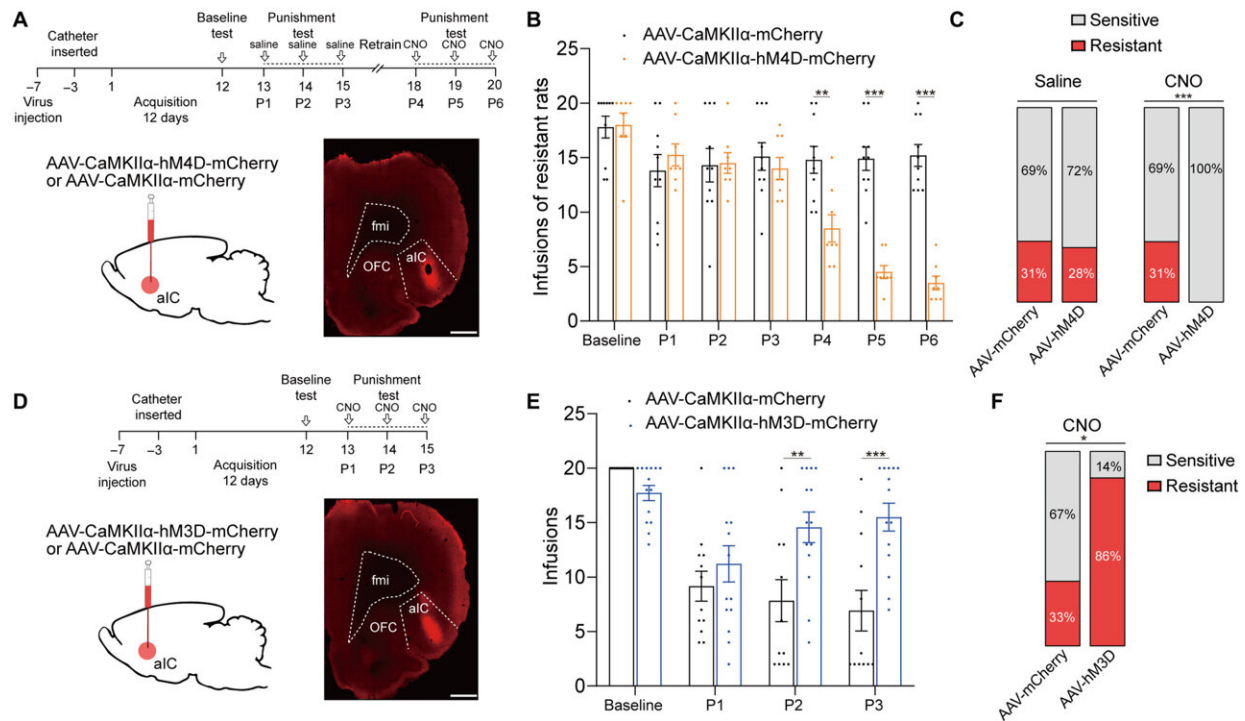 A
Baseline
test
Punishment
test
Punishment
test
Catheter
inserted
saline
saline
saline
Retrain
CNO
CNO
CNO
–7
–3
1
12
13
14
15
18
19
20
Virus
injection
Acquisition
12 days
P1
P2
P3
P4
P5
P6
AAV-CaMKIIα-hM4D-mCherry
or AAV-CaMKIIα-mCherry
aIC
fmi
OFC
aIC
B
AAV-CaMKIIα-mCherry
AAV-CaMKIIα-hM4D-mCherry
Infusions of resistant rats
25
20
15
10
5
0
**
***
***
Baseline
P1
P2
P3
P4
P5
P6
C
Sensitive
Resistant
Saline
CNO
***
69%
72%
69%
100%
31%
28%
31%
AAV-mCherry
AAV-hM4D
AAV-mCherry
AAV-hM4D
D
Baseline
test
Punishment
test
Catheter
inserted
CNO
CNO
CNO
–7
–3
1
12
13
14
15
Virus
injection
Acquisition
12 days
P1
P2
P3
AAV-CaMKIIα-hM3D-mCherry
or AAV-CaMKIIα-mCherry
aIC
fmi
OFC
aIC
E
AAV-CaMKIIα-mCherry
AAV-CaMKIIα-hM3D-mCherry
Infusions
25
20
15
10
5
0
**
***
Baseline
P1
P2
P3
F
CNO
*
Sensitive
Resistant
67%
14%
33%
86%
AAV-mCherry
AAV-hM3D